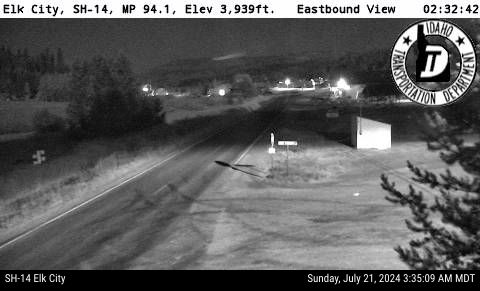 Elk City, SH-14, MP 94.1, Elev 3,939ft. Eastbound View 02:32:42
IDAHO
TRANSPORTATION DEPARTMENT
SH-14 Elk City Sunday, July 21, 2024 3:35:09 AM MDT